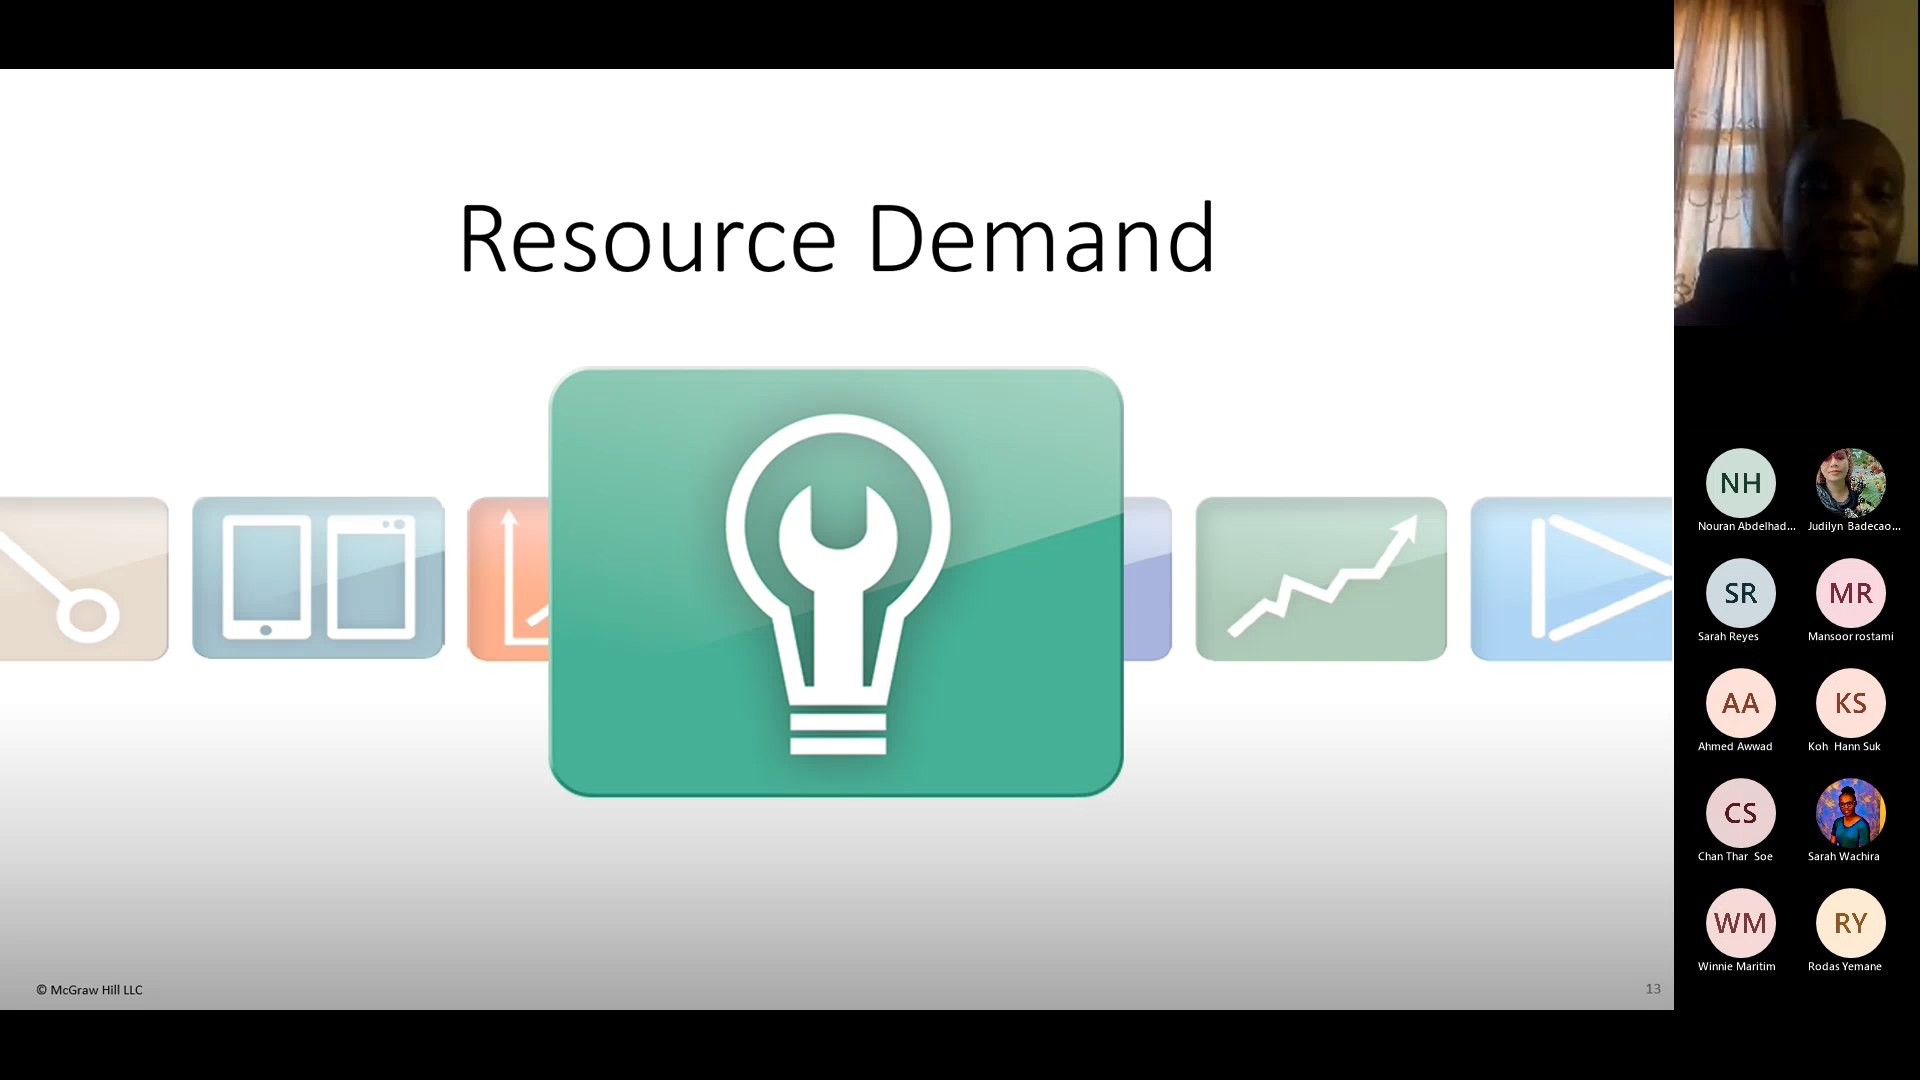 Resource Demand
© McGraw Hill LLC
13
NH
Nouran Abdelhad...
Judilyn Badecao...
SR
Sarah Reyes
MR
Mansoor rostami
AA
Ahmed Awwad
KS
Koh Hann Suk
CS
Chan Thar Soe
Sarah Wachira
WM
Winnie Maritim
RY
Rodas Yemane